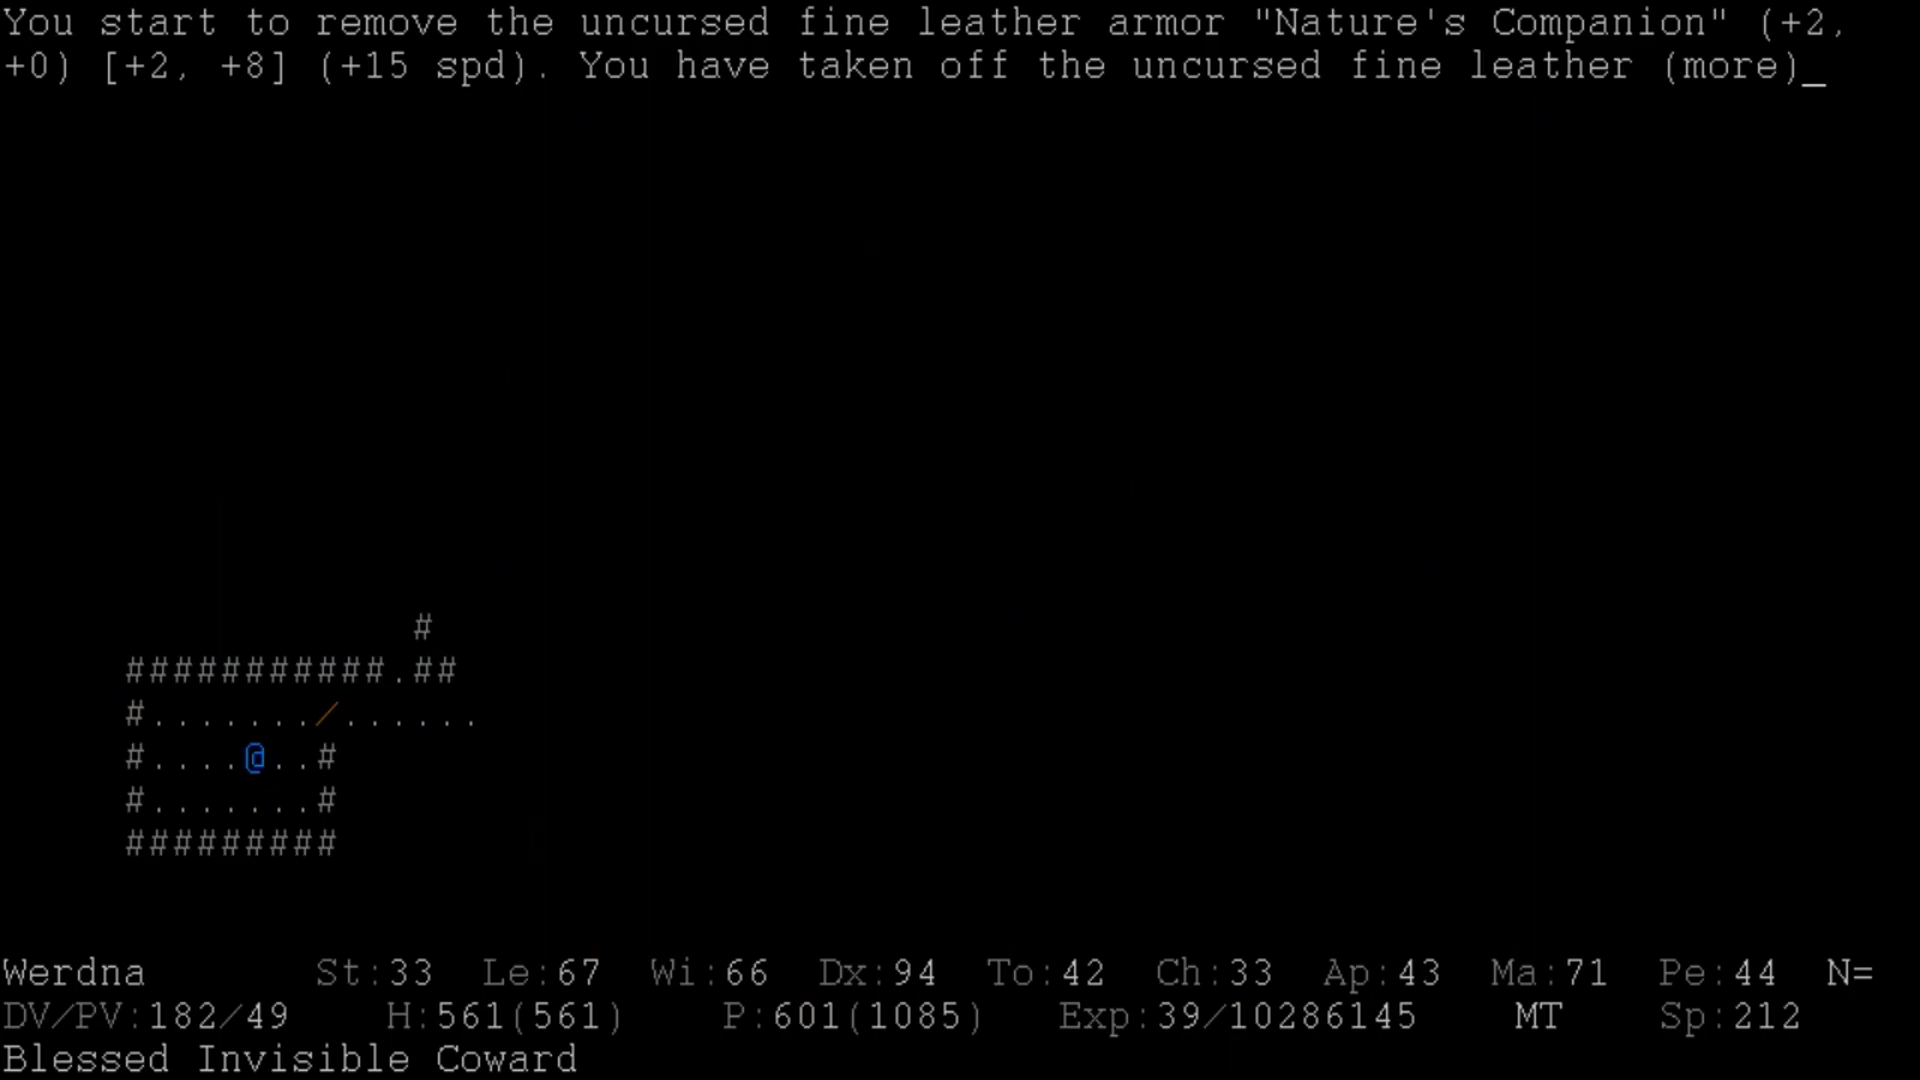 You start to remove the uncursed fine leather armor "Nature's Companion" (+2,
+0) [+2, +8] (+15 spd). You have taken off the uncursed fine leather (more)_
#
###########.##
#......./......
#....@..#
#.......#
#########
Werdna St:33 Le:67 Wi:66 Dx:94 To:42 Ch:33 Ap:43 Ma:71 Pe:44 N=
DV/PV:182/49 H:561(561) P:601(1085) Exp:39/10286145 MT Sp:212
Blessed Invisible Coward